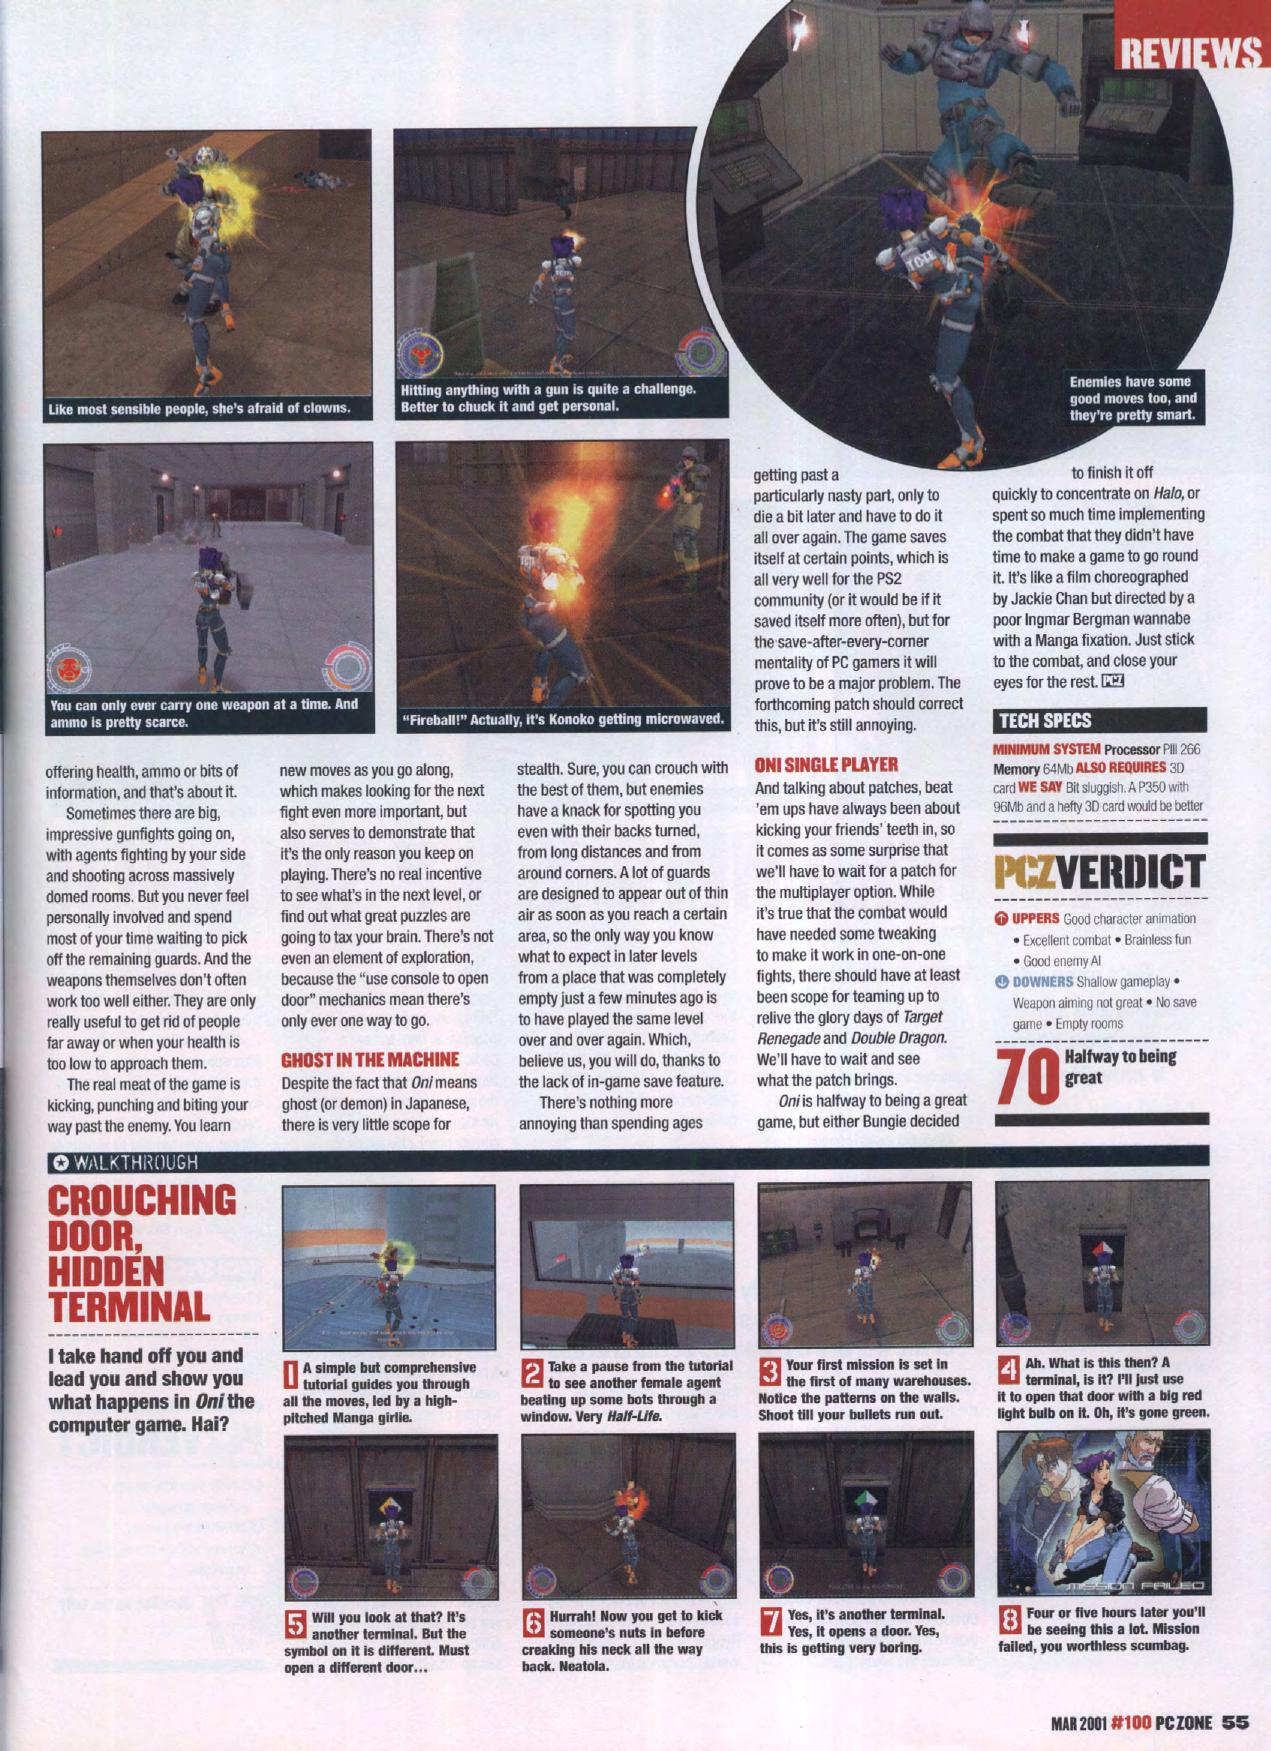 REVIEWS
Like most sensible people, she's afraid of clowns.
Hitting anything with a gun is quite a challenge.
Better to chuck it and get personal.
Enemies have some
good moves too, and
they're pretty smart.
You can only ever carry one weapon at a time. And
ammo is pretty scarce.
"Fireball!" Actually, it's Konoko getting microwaved.
offering health, ammo or bits of
information, and that's about it.
Sometimes there are big,
impressive gunfights going on,
with agents fighting by your side
and shooting across massively
domed rooms. But you never feel
personally involved and spend
most of your time waiting to pick
off the remaining guards. And the
weapons themselves don't often
work too well either. They are only
really useful to get rid of people
far away or when your health is
too low to approach them.
The real meat of the game is
kicking, punching and biting your
way past the enemy. You learn
new moves as you go along,
which makes looking for the next
fight even more important, but
also serves to demonstrate that
it's the only reason you keep on
playing. There's no real incentive
to see what's in the next level, or
find out what great puzzles are
going to tax your brain. There's not
even an element of exploration,
because the "use console to open
door" mechanics mean there's
only ever one way to go.
GHOST IN THE MACHINE
Despite the fact that Oni means
ghost (or demon) in Japanese,
there is very little scope for
stealth. Sure, you can crouch with
the best of them, but enemies
have a knack for spotting you
even with their backs turned,
from long distances and from
around corners. A lot of guards
are designed to appear out of thin
air as soon as you reach a certain
area, so the only way you know
what to expect in later levels
from a place that was completely
empty just a few minutes ago is
to have played the same level
over and over again. Which,
believe us, you will do, thanks to
the lack of in-game save feature.
There's nothing more
annoying than spending ages
getting past a
particularly nasty part, only to
die a bit later and have to do it
all over again. The game saves
itself at certain points, which is
all very well for the PS2
community (or it would be if it
saved itself more often), but for
the save-after-every-corner
mentality of PC gamers it will
prove to be a major problem. The
forthcoming patch should correct
this, but it's still annoying.
ONI SINGLE PLAYER
And talking about patches, beat
'em ups have always been about
kicking your friends' teeth in, so
it comes as some surprise that
we'll have to wait for a patch for
the multiplayer option. While
it's true that the combat would
have needed some tweaking
to make it work in one-on-one
fights, there should have at least
been scope for teaming up to
relive the glory days of Target
Renegade and Double Dragon.
We'll have to wait and see
what the patch brings.
Oni is halfway to being a great
game, but either Bungie decided
to finish it off
quickly to concentrate on Halo, or
spent so much time implementing
the combat that they didn't have
time to make a game to go round
it. It's like a film choreographed
by Jackie Chan but directed by a
poor Ingmar Bergman wannabe
with a Manga fixation. Just stick
to the combat, and close your
eyes for the rest. PCZ
TECH SPECS
MINIMUM SYSTEM Processor PIII 266
Memory 64Mb ALSO REQUIRES 3D
card WE SAY Bit sluggish. A P350 with
96Mb and a hefty 3D card would be better
PCZVERDICT
UPPERS Good character animation
• Excellent combat • Brainless fun
• Good enemy AI
DOWNERS Shallow gameplay •
Weapon aiming not great • No save
game • Empty rooms
70 Halfway to being
great
WALKTHROUGH
CROUCHING
DOOR,
HIDDEN
TERMINAL
I take hand off you and
lead you and show you
what happens in Oni the
computer game. Hai?
1 A simple but comprehensive
tutorial guides you through
all the moves, led by a high-
pitched Manga girlie.
2 Take a pause from the tutorial
to see another female agent
beating up some bots through a
window. Very Half-Life.
3 Your first mission is set in
the first of many warehouses.
Notice the patterns on the walls.
Shoot till your bullets run out.
4 Ah. What is this then? A
terminal, is it? I'll just use
it to open that door with a big red
light bulb on it. Oh, it's gone green.
5 Will you look at that? It's
another terminal. But the
symbol on it is different. Must
open a different door...
6 Hurrah! Now you get to kick
someone's nuts in before
creaking his neck all the way
back. Neatola.
7 Yes, it's another terminal.
Yes, it opens a door. Yes,
this is getting very boring.
MISSION FAILED
8 Four or five hours later you'll
be seeing this a lot. Mission
failed, you worthless scumbag.
MAR 2001 #100 PC ZONE 55